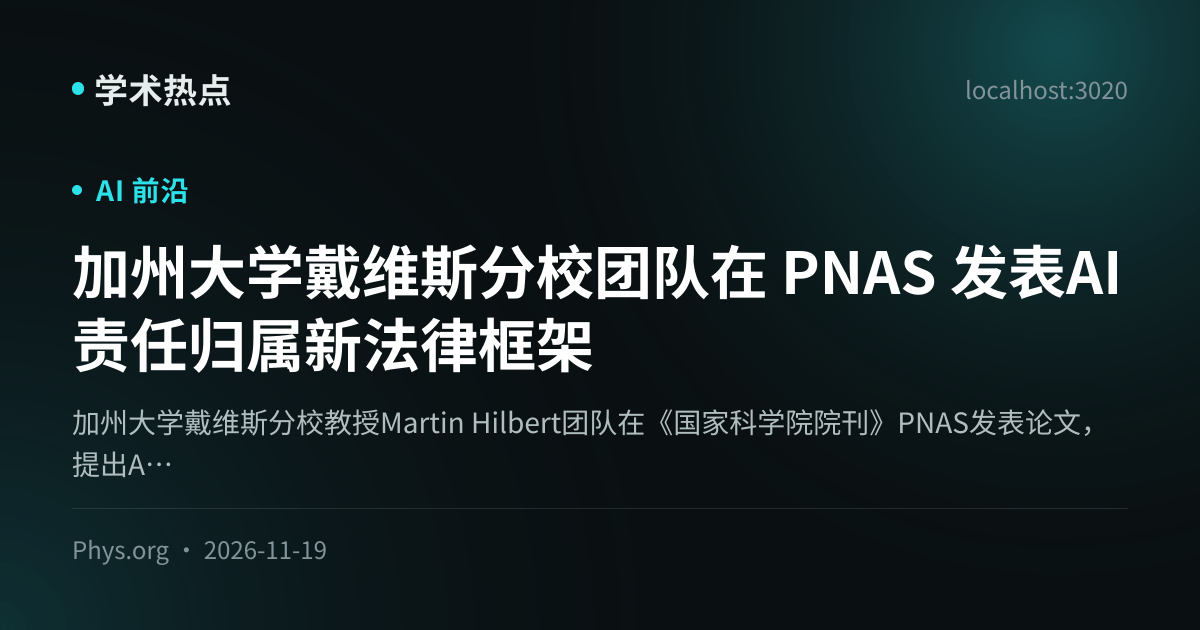 学术热点
localhost:3020
AI 前沿
加州大学戴维斯分校团队在 PNAS 发表AI
责任归属新法律框架
加州大学戴维斯分校教授Martin Hilbert团队在《国家科学院院刊》PNAS发表论文，
提出A…
Phys.org · 2026-11-19